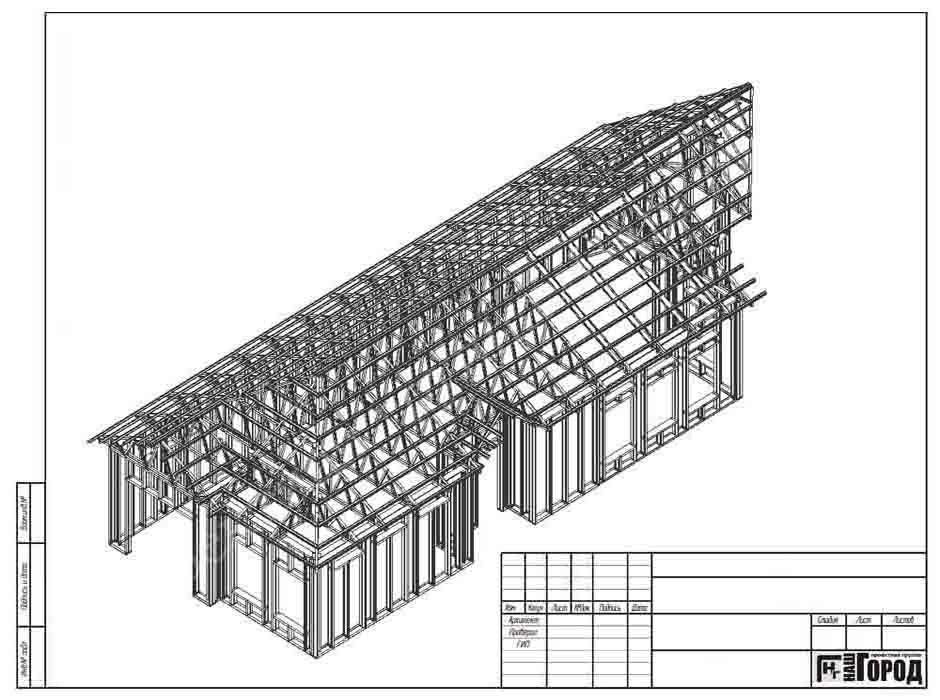 Взам.инв.№
Подпись и дата
Инв.№ подл.
Изм. Кол.уч Лист №Док. Подпись Дата
Архитект.
Проверил
ГИП
Стадия Лист Листов
проектная группа
НГ НАШ ГОРОД